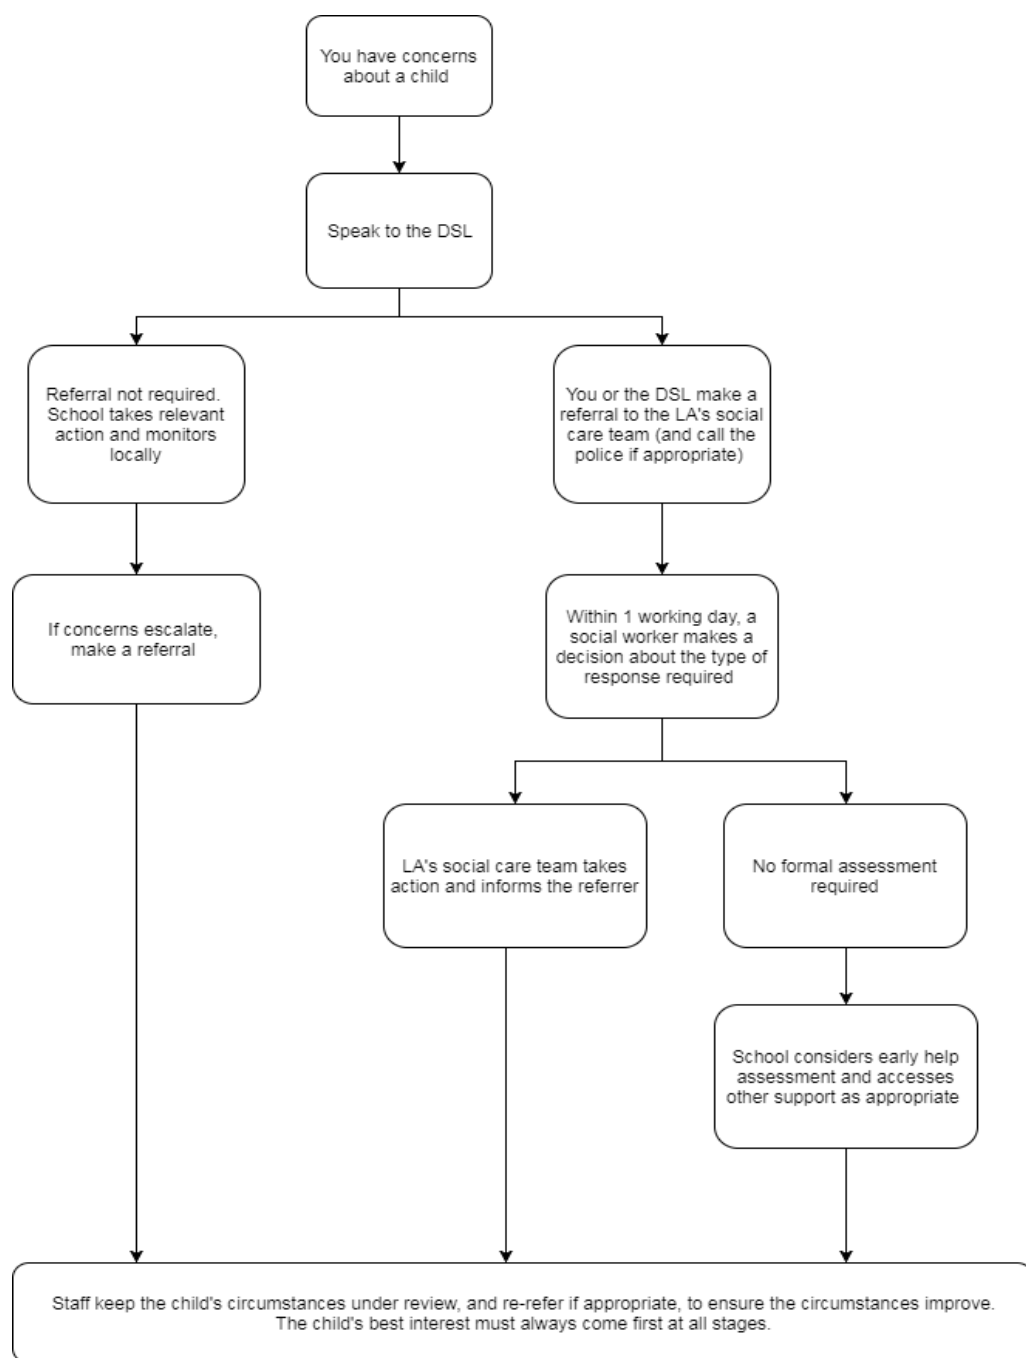 You have concerns
about a child
Speak to the DSL
Referral not required.
School takes relevant
action and monitors
locally
You or the DSL make a
referral to the LA's social
care team (and call the
police if appropriate)
If concerns escalate,
make a referral
Within 1 working day, a
social worker makes a
decision about the type of
response required
LA's social care team takes
action and informs the referrer
No formal assessment
required
School considers early help
assessment and accesses
other support as appropriate
Staff keep the child's circumstances under review, and re-refer if appropriate, to ensure the circumstances improve.
The child's best interest must always come first at all stages.